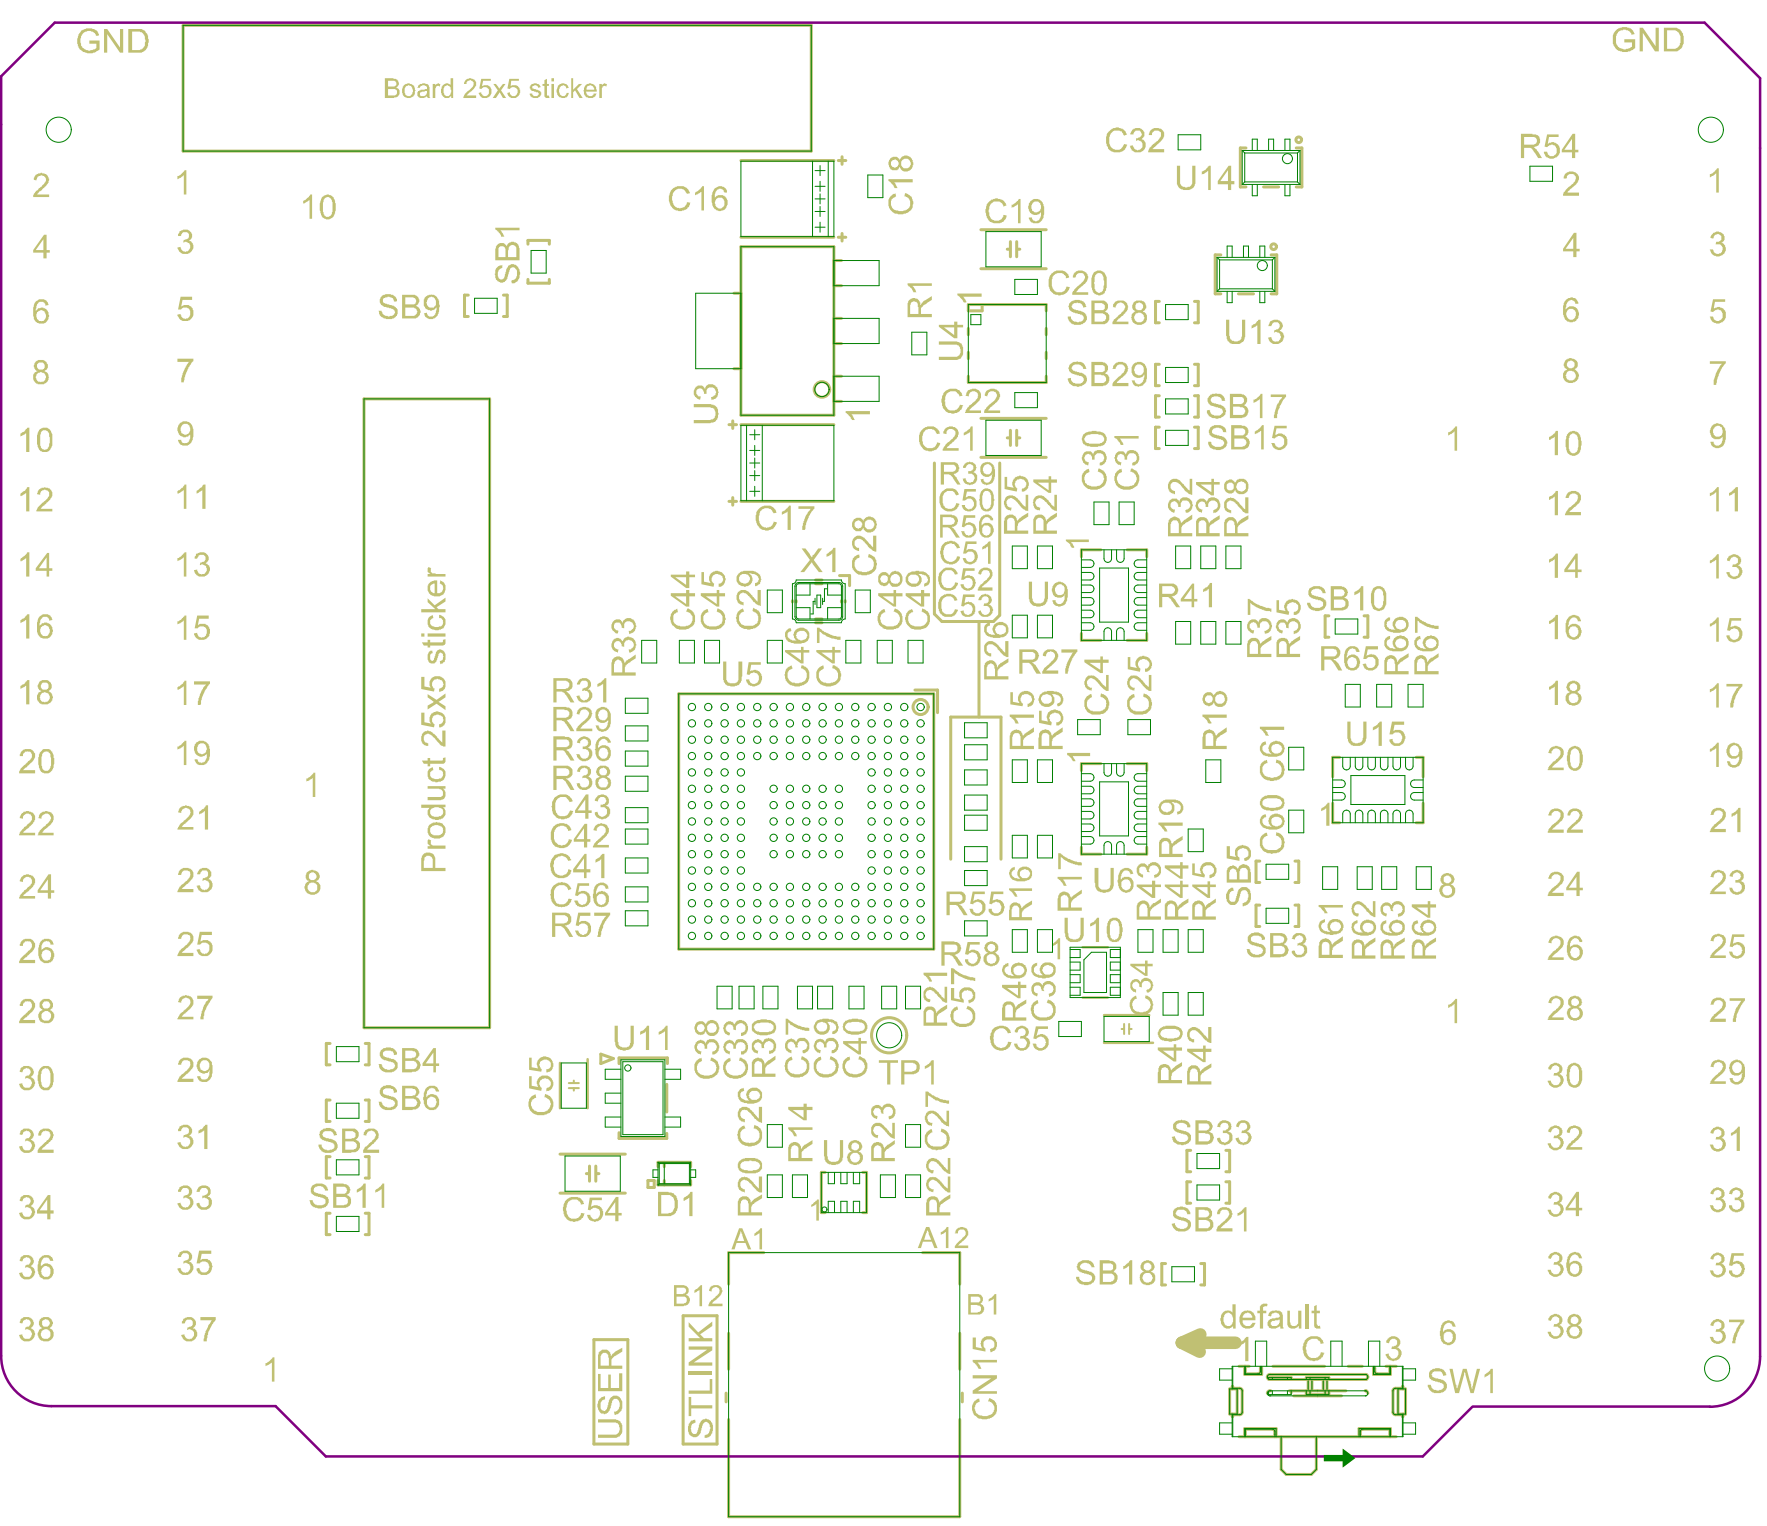 GND
GND
Board 25x5 sticker
C32
U14
R54
2
1
10
C16
C18
2
1
C19
4
3
SB1
4
3
C20
SB9
R1
U4
1
SB28
U13
6
5
6
5
8
7
U3
1
SB29
8
7
C22
SB17
C21
SB15
1
10
9
10
9
R39
C50
R56
C51
C52
C53
R25
R24
C30
C31
R32
R34
R28
12
11
C17
12
11
14
13
X1
C28
1
14
13
C44
C45
C29
C48
C49
U9
R41
SB10
16
15
R33
C46
C47
R26
R27
R37
R35
R65
R66
R67
16
15
U5
C24
C25
18
17
R31
R29
R36
R38
C43
C42
C41
C56
R57
R15
R59
R18
U15
18
17
Product 25x5 sticker
20
19
1
1
C61
20
19
22
21
C60
1
22
21
R19
24
23
8
U6
SB5
8
24
23
R55
R16
R17
R43
R44
R45
SB3
R61
R62
R63
R64
26
25
R58
U10
1
26
25
28
27
R21
C57
R46
C36
C34
1
28
27
U11
C38
C33
R30
C37
C39
C40
C35
R40
R42
SB4
TP1
30
29
SB6
C55
30
29
C26
R14
R23
C27
32
31
SB2
U8
SB33
32
31
SB11
R20
R22
34
33
C54
D1
1
SB21
34
33
A1
A12
36
35
SB18
36
35
B12
B1
default
38
37
1
C
3
6
38
37
1
USER
STLINK
CN15
SW1